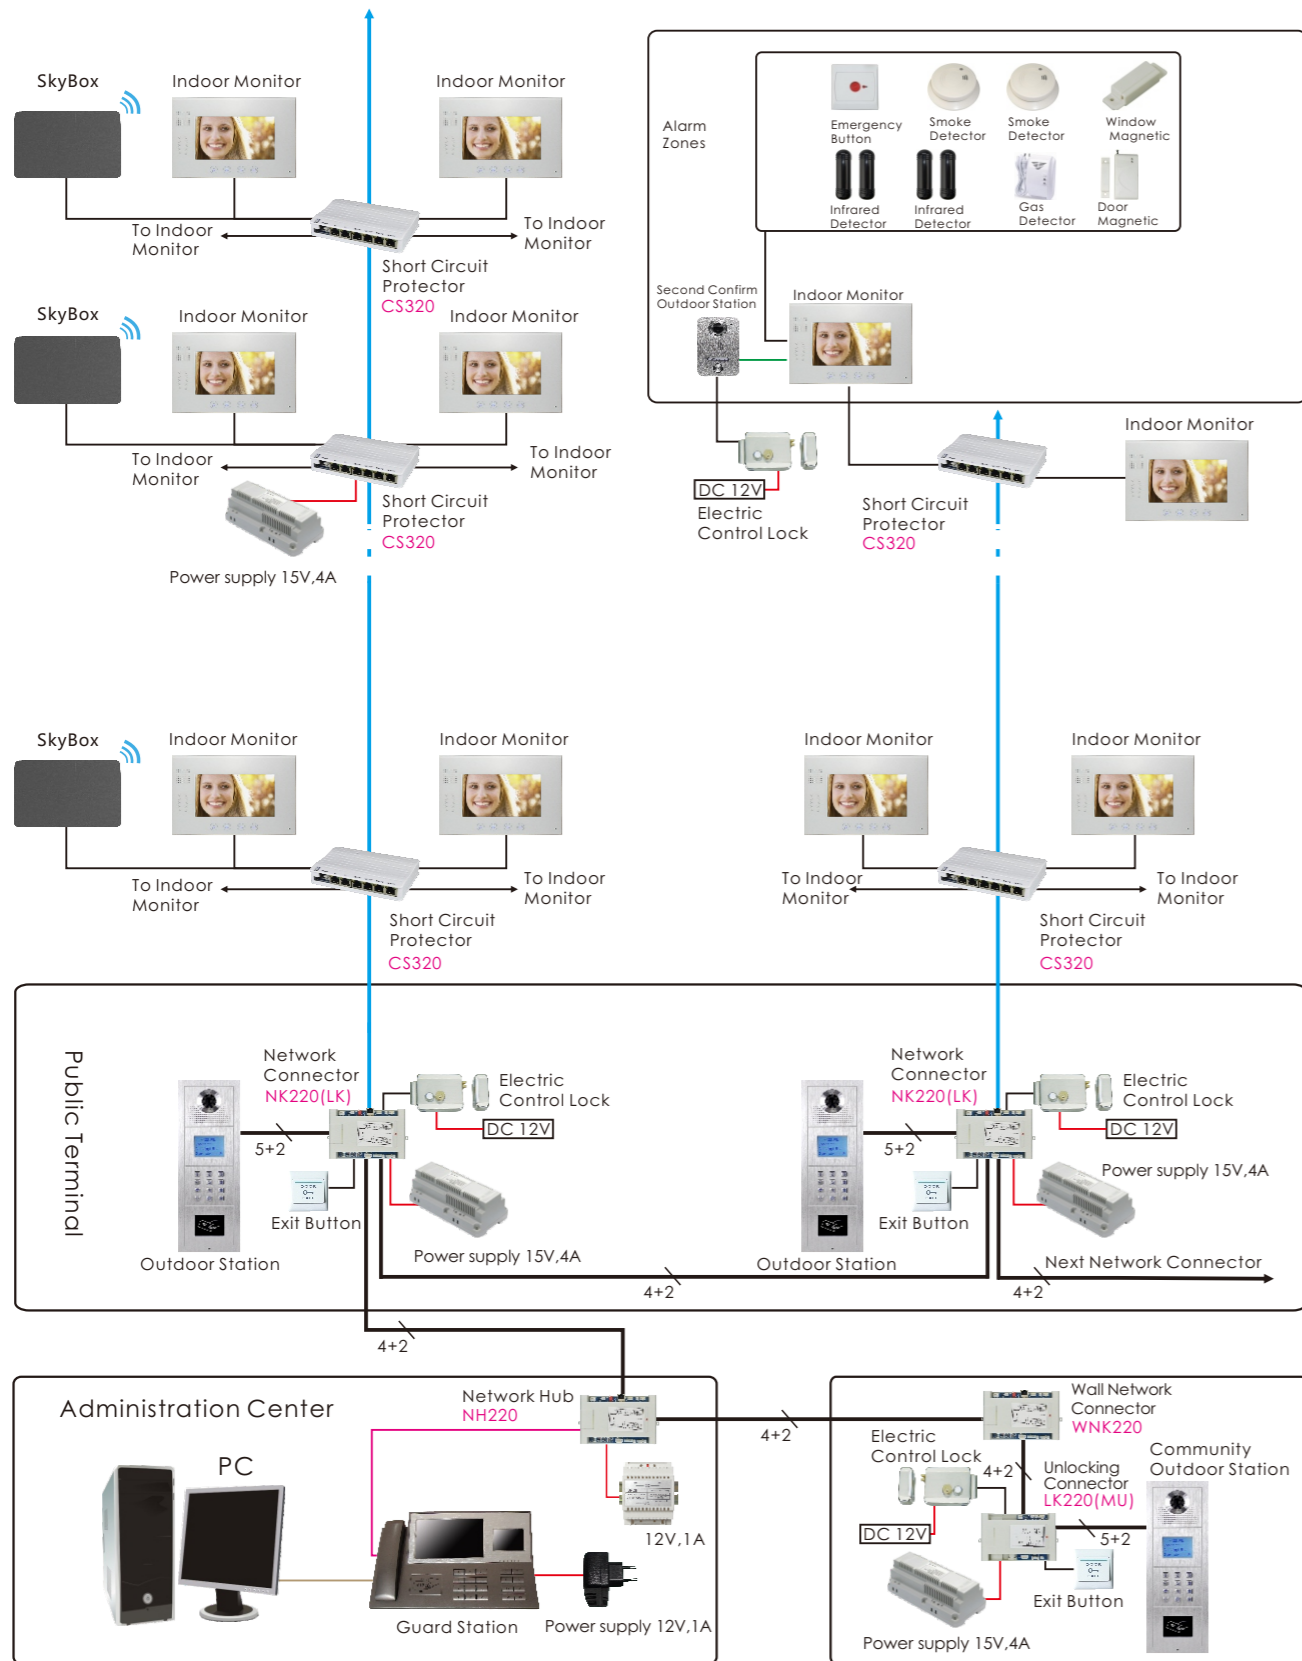 SkyBox
Indoor Monitor
Indoor Monitor
To Indoor
Monitor
To Indoor
Monitor
Short Circuit
Protector
CS320
SkyBox
Indoor Monitor
Indoor Monitor
To Indoor
Monitor
To Indoor
Monitor
Short Circuit
Protector
CS320
Power supply 15V,4A
Alarm
Zones
Emergency
Button
Smoke
Detector
Smoke
Detector
Window
Magnetic
Infrared
Detector
Infrared
Detector
Gas
Detector
Door
Magnetic
Second Confirm
Outdoor Station
Indoor Monitor
DC 12V
Electric
Control Lock
Short Circuit
Protector
CS320
Indoor Monitor
SkyBox
Indoor Monitor
Indoor Monitor
To Indoor
Monitor
To Indoor
Monitor
Short Circuit
Protector
CS320
Indoor Monitor
Indoor Monitor
To Indoor
Monitor
To Indoor
Monitor
Short Circuit
Protector
CS320
Public Terminal
Network
Connector
NK220(LK)
Electric
Control Lock
DC 12V
5+2
Exit Button
Outdoor Station
Power supply 15V,4A
4+2
Network
Connector
NK220(LK)
Electric
Control Lock
DC 12V
5+2
Exit Button
Power supply 15V,4A
Outdoor Station
Next Network Connector
4+2
4+2
Administration Center
Network Hub
NH220
PC
12V,1A
Guard Station
Power supply 12V,1A
4+2
Wall Network
Connector
WNK220
Electric
Control Lock
4+2
Unlocking
Connector
LK220(MU)
Community
Outdoor Station
DC 12V
5+2
Exit Button
Power supply 15V,4A